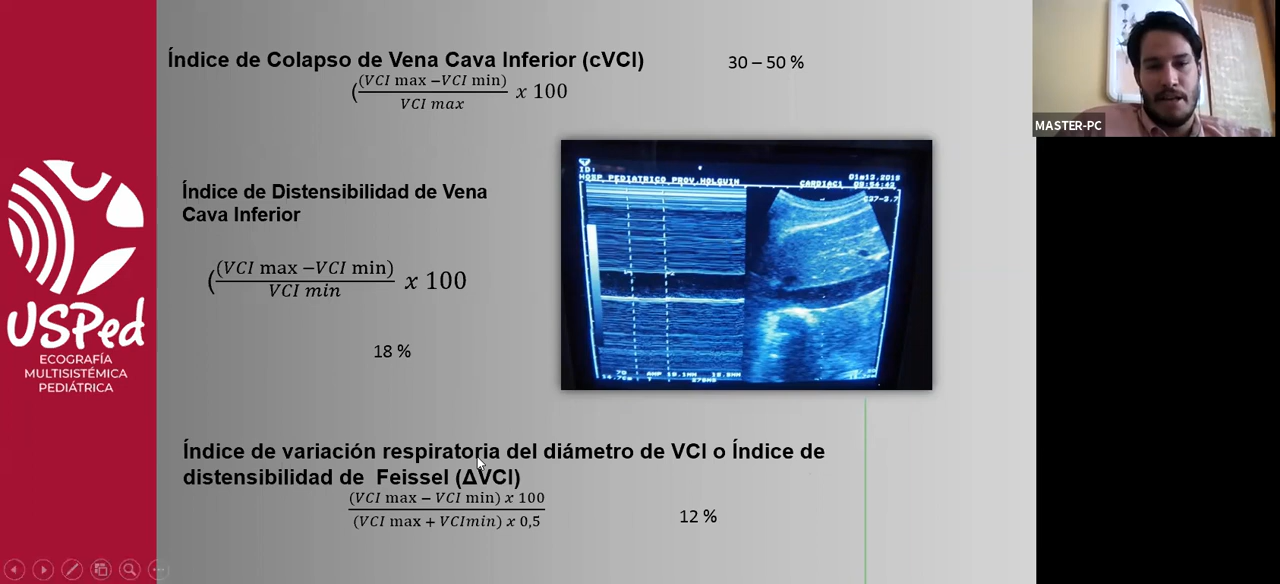 Índice de Colapso de Vena Cava Inferior (cVCI)
30 – 50 %
(
(VCI max –VCI min)
VCI max
x 100
MASTER-PC
HOSP PEDIATRICO PROV.HOLGUIN
CARDIAC1
Índice de Distensibilidad de Vena
Cava Inferior
(
(VCI max –VCI min)
VCI min
x 100
18 %
USPed
ECOGRAFÍA
MULTISISTÉMICA
PEDIÁTRICA
Índice de variación respiratoria del diámetro de VCI o Índice de
distensibilidad de Feissel (ΔVCI)
(VCI max – VCI min) x 100
(VCI max + VCImin) x 0,5
12 %